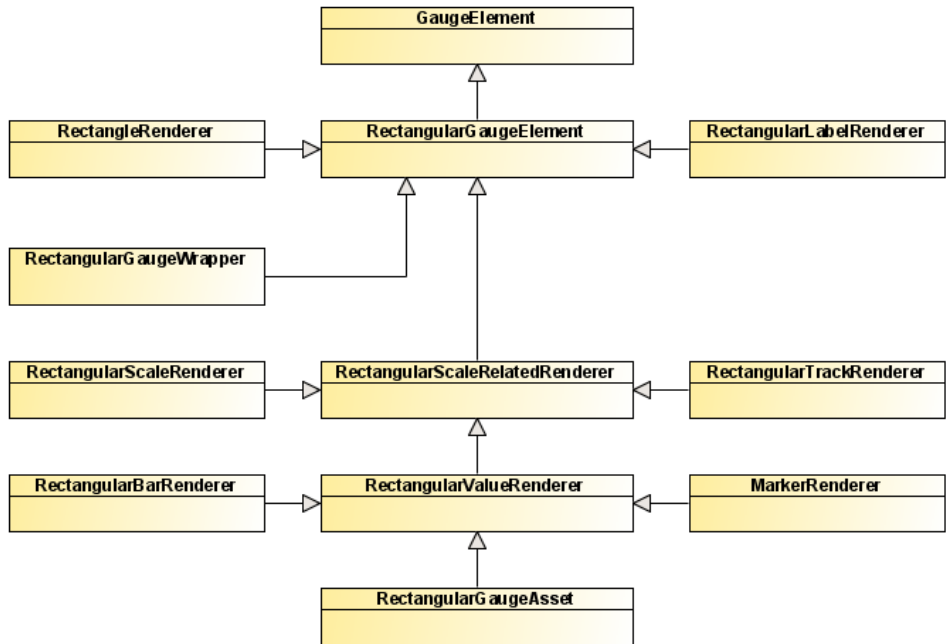 GaugeElement
RectangleRenderer
RectangularGaugeElement
RectangularLabelRenderer
RectangularGaugeWrapper
RectangularScaleRenderer
RectangularScaleRelatedRenderer
RectangularTrackRenderer
RectangularBarRenderer
RectangularValueRenderer
MarkerRenderer
RectangularGaugeAsset